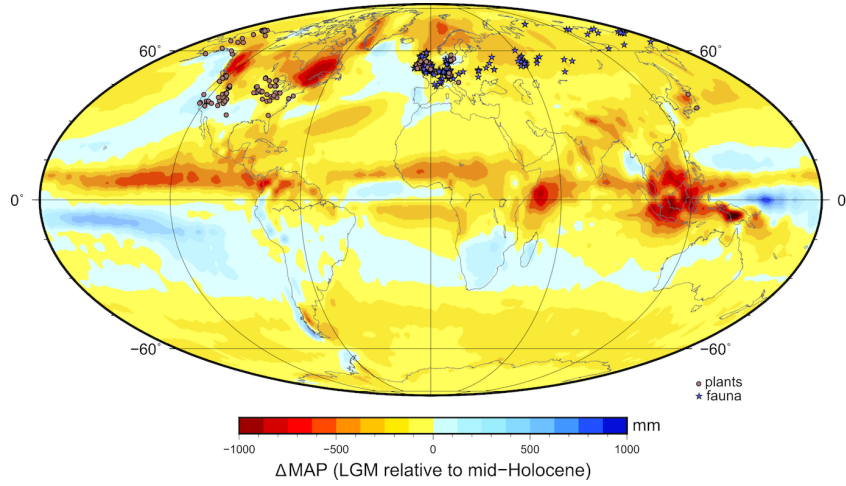 60° 60°
0° 0
−60° −60°
plants
fauna
mm
−1000 −500 0 500 1000
ΔMAP (LGM relative to mid−Holocene)